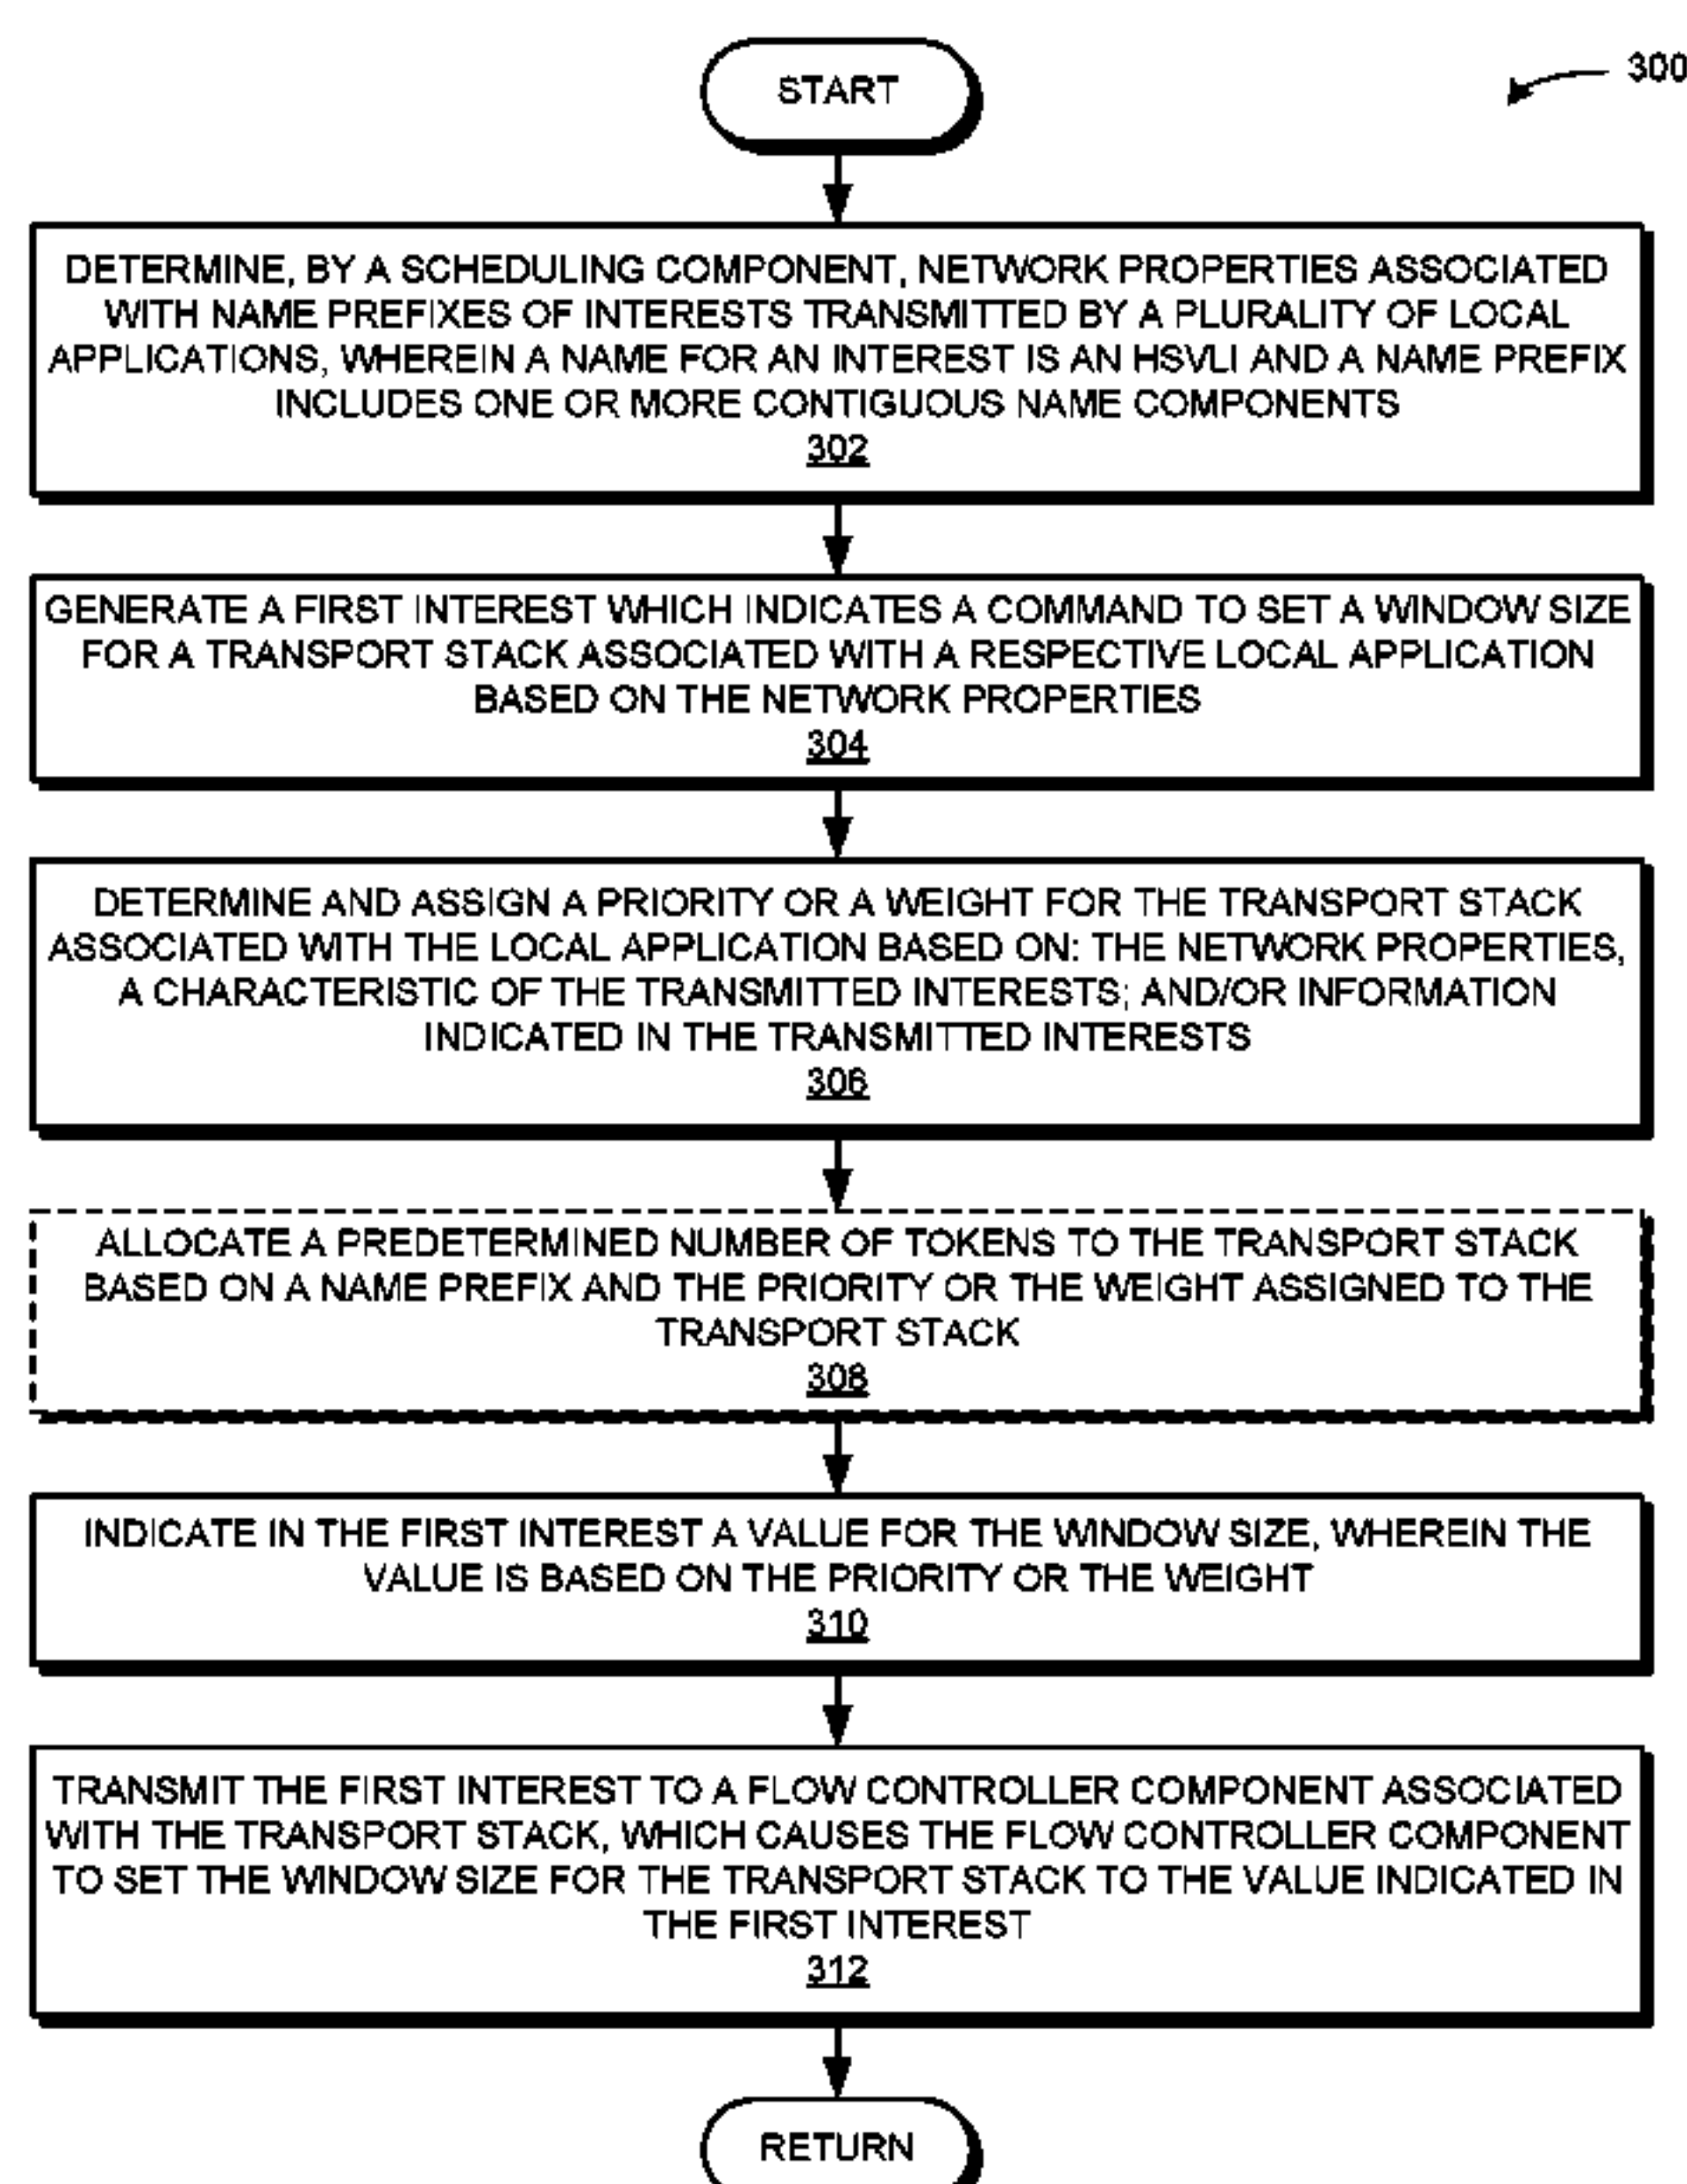 START
300
DETERMINE, BY A SCHEDULING COMPONENT, NETWORK PROPERTIES ASSOCIATED
WITH NAME PREFIXES OF INTERESTS TRANSMITTED BY A PLURALITY OF LOCAL
APPLICATIONS, WHEREIN A NAME FOR AN INTEREST IS AN HSVLI AND A NAME PREFIX
INCLUDES ONE OR MORE CONTIGUOUS NAME COMPONENTS
302
GENERATE A FIRST INTEREST WHICH INDICATES A COMMAND TO SET A WINDOW SIZE
FOR A TRANSPORT STACK ASSOCIATED WITH A RESPECTIVE LOCAL APPLICATION
BASED ON THE NETWORK PROPERTIES
304
DETERMINE AND ASSIGN A PRIORITY OR A WEIGHT FOR THE TRANSPORT STACK
ASSOCIATED WITH THE LOCAL APPLICATION BASED ON: THE NETWORK PROPERTIES,
A CHARACTERISTIC OF THE TRANSMITTED INTERESTS; AND/OR INFORMATION
INDICATED IN THE TRANSMITTED INTERESTS
306
ALLOCATE A PREDETERMINED NUMBER OF TOKENS TO THE TRANSPORT STACK
BASED ON A NAME PREFIX AND THE PRIORITY OR THE WEIGHT ASSIGNED TO THE
TRANSPORT STACK
308
INDICATE IN THE FIRST INTEREST A VALUE FOR THE WINDOW SIZE, WHEREIN THE
VALUE IS BASED ON THE PRIORITY OR THE WEIGHT
310
TRANSMIT THE FIRST INTEREST TO A FLOW CONTROLLER COMPONENT ASSOCIATED
WITH THE TRANSPORT STACK, WHICH CAUSES THE FLOW CONTROLLER COMPONENT
TO SET THE WINDOW SIZE FOR THE TRANSPORT STACK TO THE VALUE INDICATED IN
THE FIRST INTEREST
312
RETURN